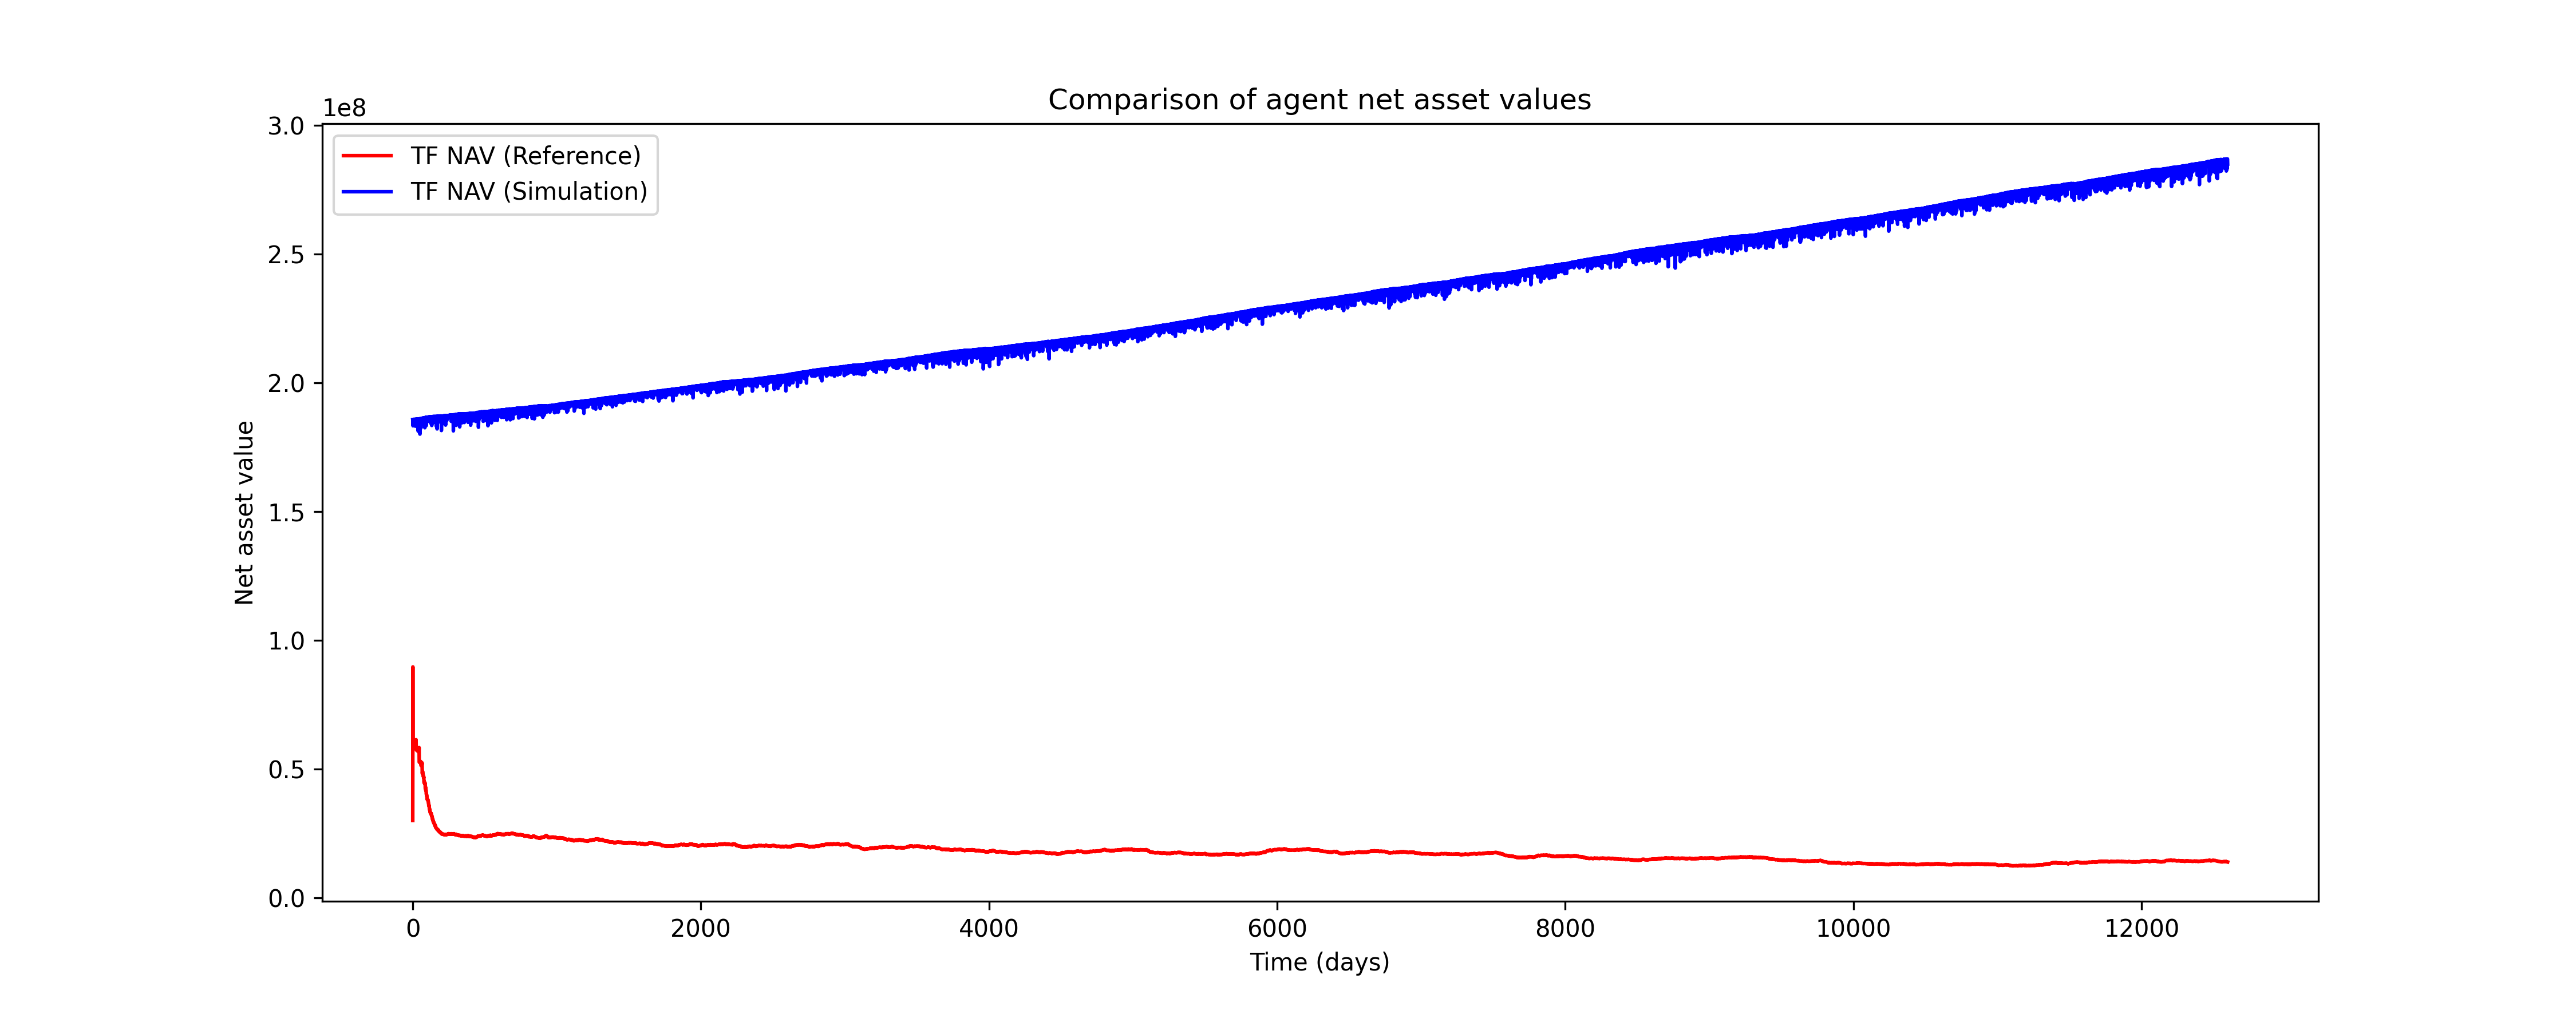 Comparison of agent net asset values
1e8
3.0
2.5
2.0
1.5
1.0
0.5
0.0
Net asset value
TF NAV (Reference)
TF NAV (Simulation)
0 2000 4000 6000 8000 10000 12000
Time (days)